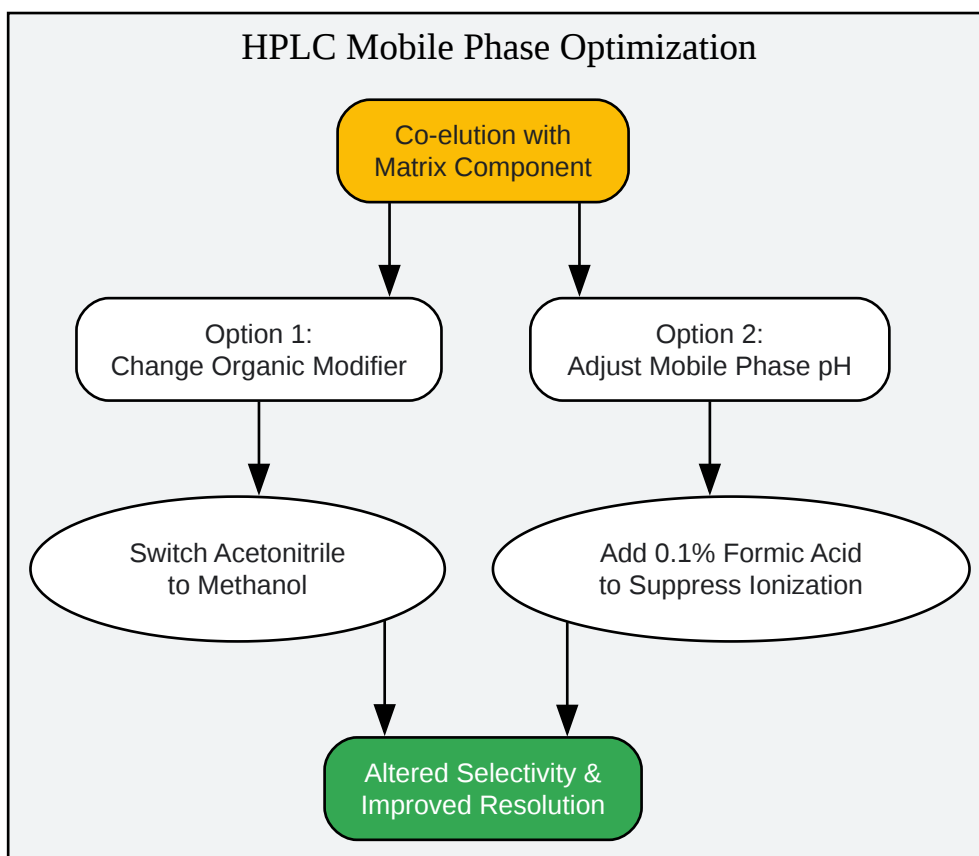 HPLC Mobile Phase Optimization
Co-elution with
Matrix Component
Option 1:
Change Organic Modifier
Option 2:
Adjust Mobile Phase pH
Switch Acetonitrile
to Methanol
Add 0.1% Formic Acid
to Suppress Ionization
Altered Selectivity &
Improved Resolution